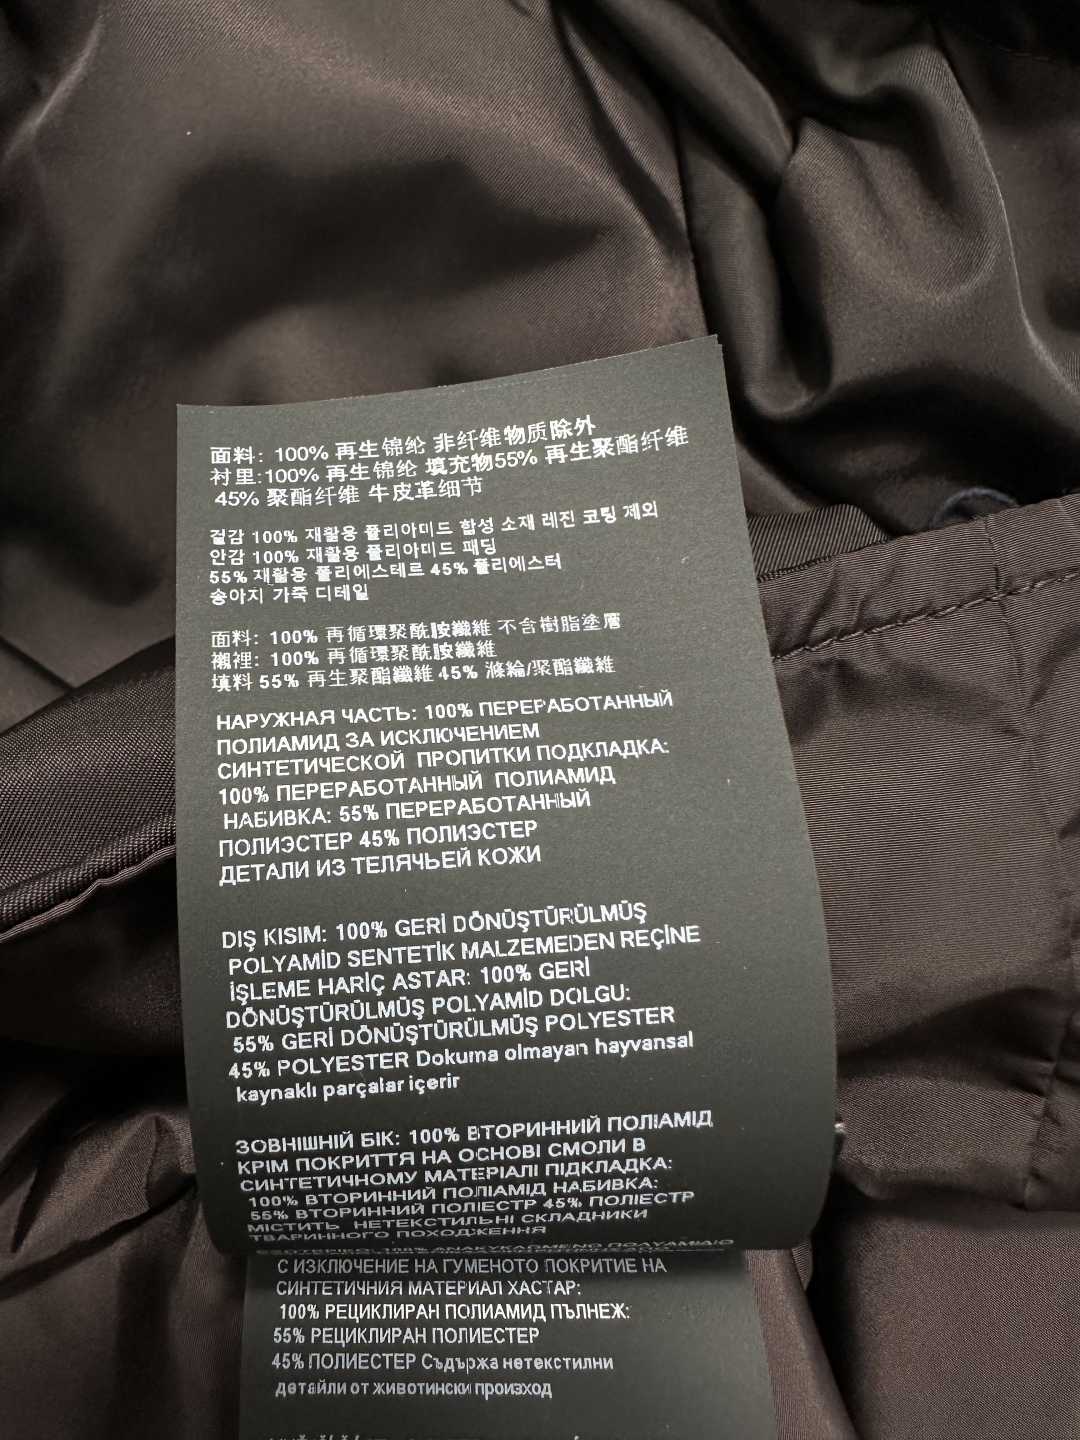 面料: 100% 再生锦纶 非纤维物质除外
衬里:100% 再生锦纶 填充物55% 再生聚酯纤维
45% 聚酯纤维 牛皮革细节
겉감 100% 재활용 폴리아미드 합성 소재 레진 코팅 제외
안감 100% 재활용 폴리아미드 패딩
55% 재활용 폴리에스테르 45% 폴리에스터
송아지 가죽 디테일
面料: 100% 再循環聚酰胺纖維 不含樹脂塗層
襯裡: 100% 再循環聚酰胺纖維
填料 55% 再生聚酯纖維 45% 滌綸/聚酯纖維
НАРУЖНАЯ ЧАСТЬ: 100% ПЕРЕРАБОТАННЫЙ
ПОЛИАМИД ЗА ИСКЛЮЧЕНИЕМ
СИНТЕТИЧЕСКОЙ ПРОПИТКИ ПОДКЛАДКА:
100% ПЕРЕРАБОТАННЫЙ ПОЛИАМИД
НАБИВКА: 55% ПЕРЕРАБОТАННЫЙ
ПОЛИЭСТЕР 45% ПОЛИЭСТЕР
ДЕТАЛИ ИЗ ТЕЛЯЧЬЕЙ КОЖИ
DIŞ KISIM: 100% GERİ DÖNÜŞTÜRÜLMÜŞ
POLYAMİD SENTETİK MALZEMEDEN REÇİNE
İŞLEME HARİÇ ASTAR: 100% GERİ
DÖNÜŞTÜRÜLMÜŞ POLYAMİD DOLGU:
55% GERİ DÖNÜŞTÜRÜLMÜŞ POLYESTER
45% POLYESTER Dokuma olmayan hayvansal
kaynaklı parçalar içerir
ЗОВНІШНІЙ БІК: 100% ВТОРИННИЙ ПОЛІАМІД
КРІМ ПОКРИТТЯ НА ОСНОВІ СМОЛИ В
СИНТЕТИЧНОМУ МАТЕРІАЛІ ПІДКЛАДКА:
100% ВТОРИННИЙ ПОЛІАМІД НАБИВКА:
55% ВТОРИННИЙ ПОЛІЕСТР 45% ПОЛІЕСТР
МІСТИТЬ НЕТЕКСТИЛЬНІ СКЛАДНИКИ
ТВАРИННОГО ПОХОДЖЕННЯ
С ИЗКЛЮЧЕНИЕ НА ГУМЕНОТО ПОКРИТИЕ НА
СИНТЕТИЧНИЯ МАТЕРИАЛ ХАСТАР:
100% РЕЦИКЛИРАН ПОЛИАМИД ПЪЛНЕЖ:
55% РЕЦИКЛИРАН ПОЛИЕСТЕР
45% ПОЛИЕСТЕР Съдържа нетекстилни
детайли от животински произход